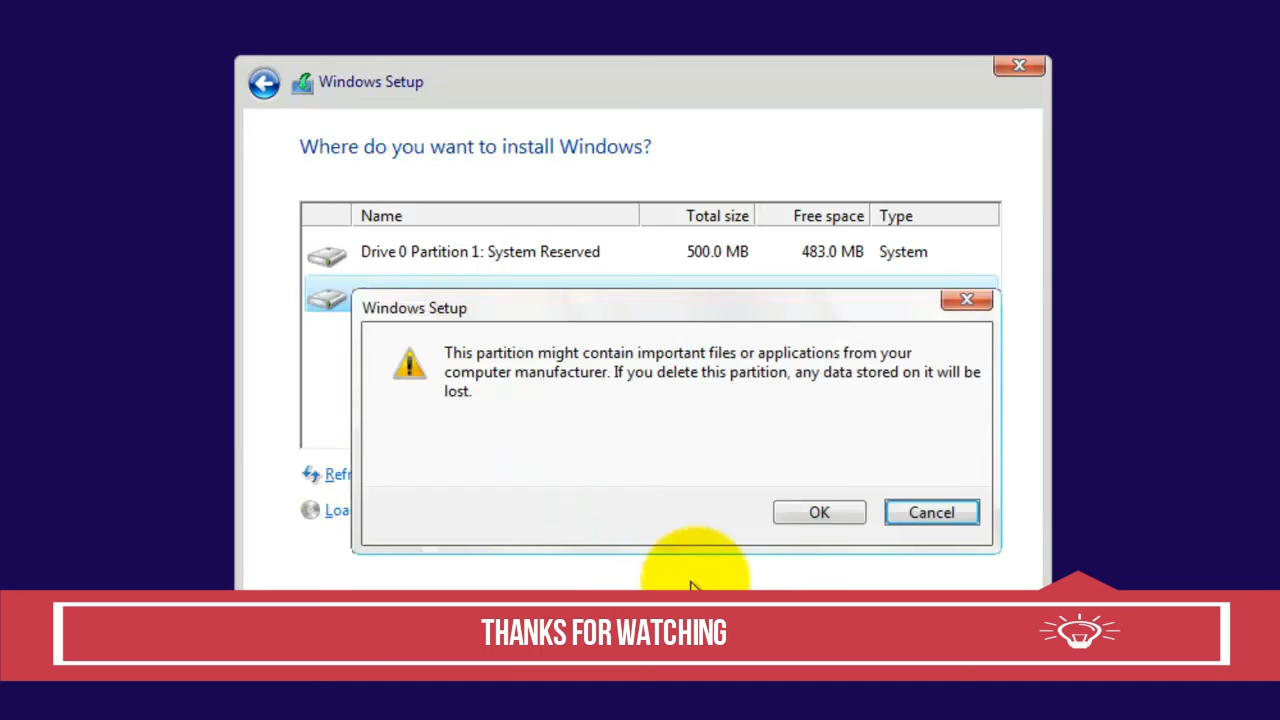 Windows Setup
Where do you want to install Windows?
Name Total size Free space Type
Drive 0 Partition 1: System Reserved 500.0 MB 483.0 MB System
Windows Setup
This partition might contain important files or applications from your
computer manufacturer. If you delete this partition, any data stored on it will be
lost.
Refr
Loa
OK Cancel
THANKS FOR WATCHING